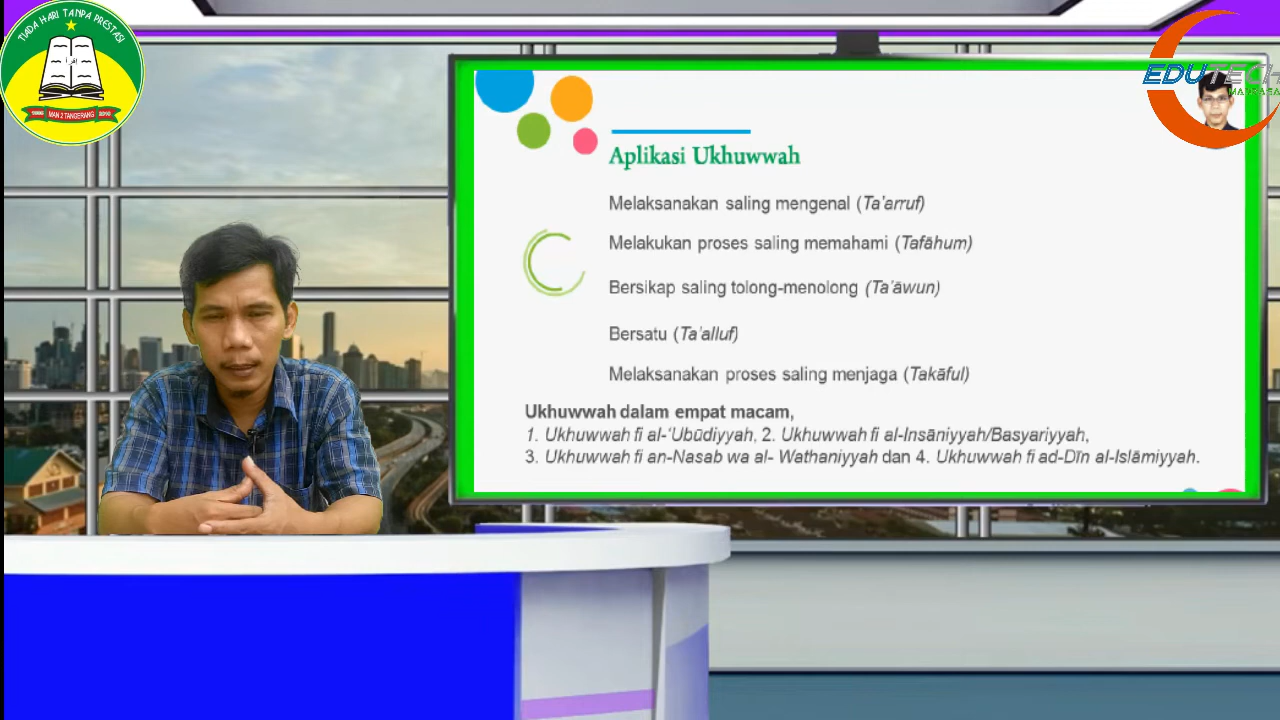 TIADA HARI TANPA PRESTASI
MAN 2 TANGERANG
EDUTECH
Aplikasi Ukhuwwah
Melaksanakan saling mengenal (Ta'arruf)
Melakukan proses saling memahami (Tafāhum)
Bersikap saling tolong-menolong (Ta'āwun)
Bersatu (Ta'alluf)
Melaksanakan proses saling menjaga (Takāful)
Ukhuwwah dalam empat macam,
1. Ukhuwwah fi al-'Ubūdiyyah, 2. Ukhuwwah fi al-Insāniyyah/Basyariyyah,
3. Ukhuwwah fi an-Nasab wa al- Wathaniyyah dan 4. Ukhuwwah fi ad-Dīn al-Islāmiyyah.